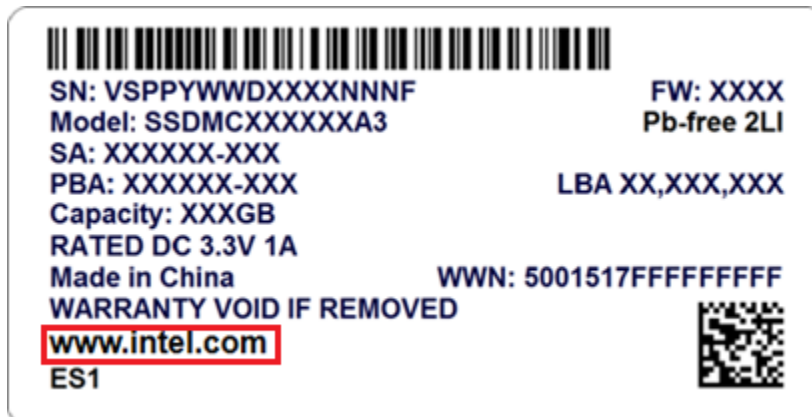 SN: VSPPYWWDXXXXNNNF FW: XXXX
Model: SSDMCXXXXXXA3 Pb-free 2LI
SA: XXXXXX-XXX
PBA: XXXXXX-XXX LBA XX,XXX,XXX
Capacity: XXXGB
RATED DC 3.3V 1A
Made in China WWN: 5001517FFFFFFFFF
WARRANTY VOID IF REMOVED
www.intel.com
ES1